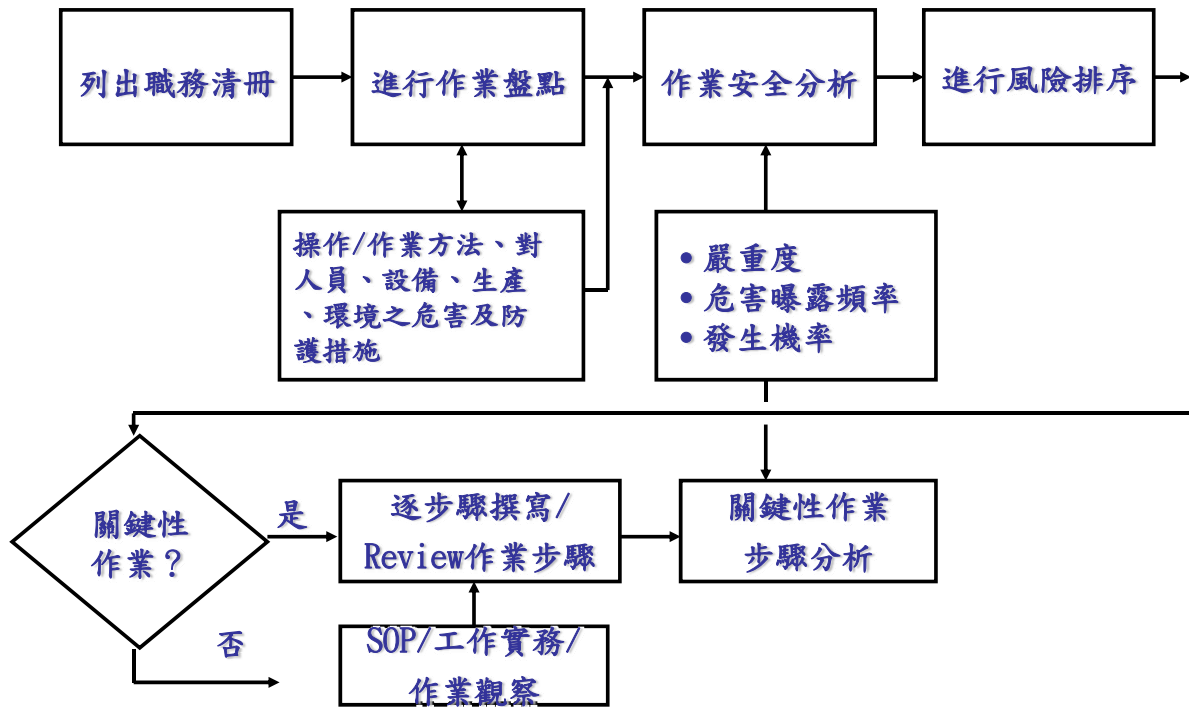 列出職務清冊
進行作業盤點
作業安全分析
進行風險排序
操作/作業方法、對
人員、設備、生產
、環境之危害及防
護措施
• 嚴重度
• 危害曝露頻率
• 發生機率
關鍵性
作業？
是
否
逐步驟撰寫/
Review作業步驟
關鍵性作業
步驟分析
SOP/工作實務/
作業觀察